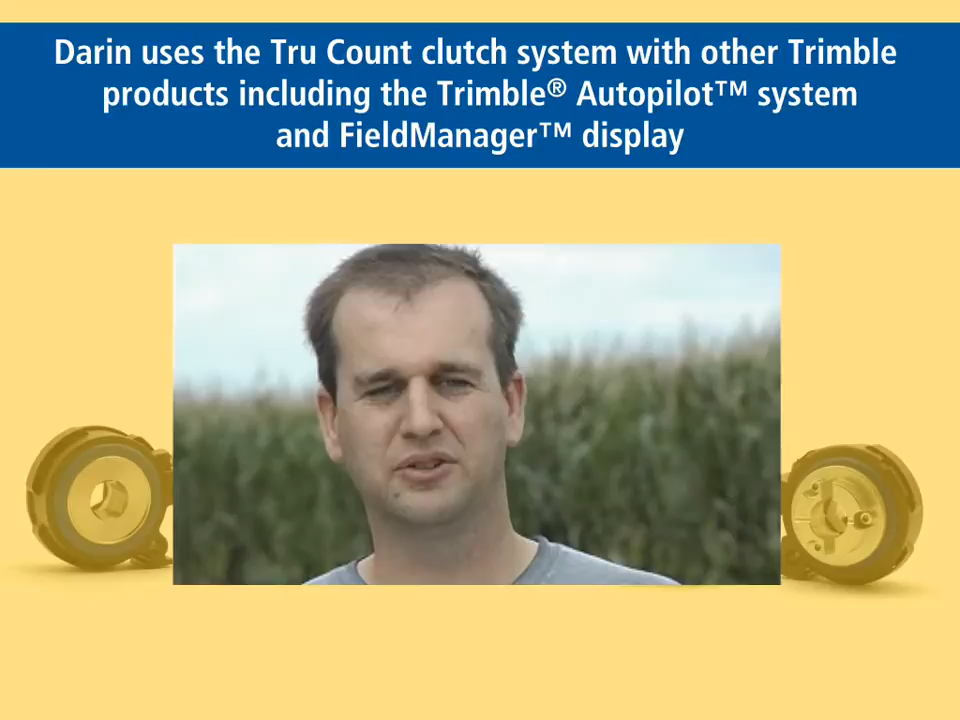 Darin uses the Tru Count clutch system with other Trimble
products including the Trimble® Autopilot™ system
and FieldManager™ display